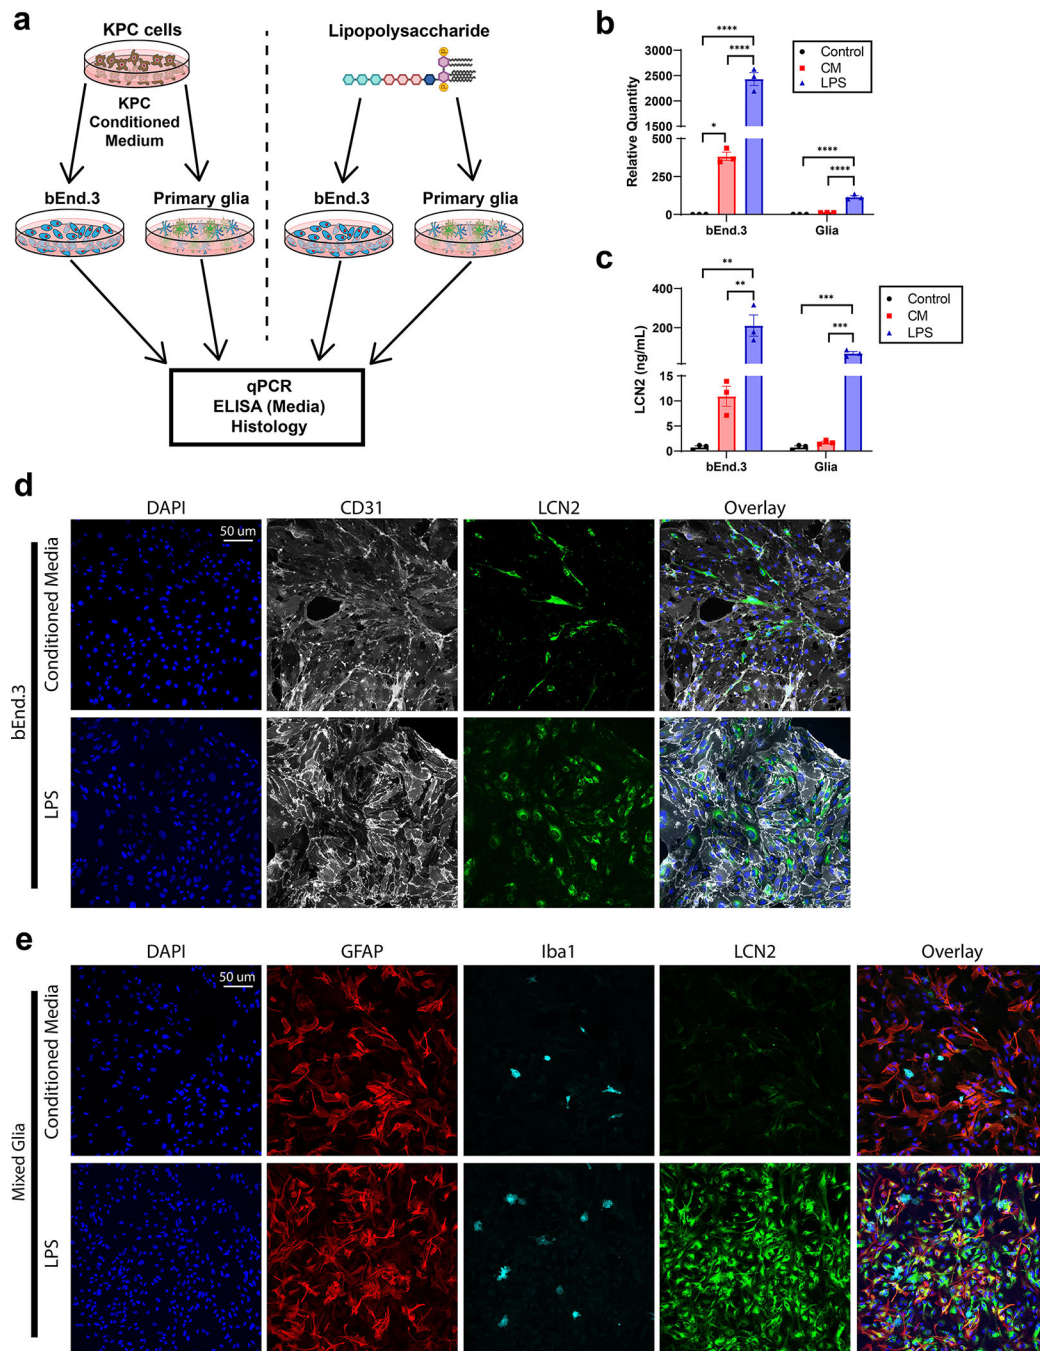 a
KPC cells
Lipopolysaccharide
P
P
KPC
Conditioned
Medium
bEnd.3
Primary glia
bEnd.3
Primary glia
qPCR
ELISA (Media)
Histology
b
Relative Quantity
3000
2500
2000
1500
500
250
0
****
****
*
****
****
bEnd.3
Glia
Control
CM
LPS
c
LCN2 (ng/mL)
400
200
15
10
5
0
**
**
***
***
bEnd.3
Glia
Control
CM
LPS
d
DAPI
CD31
LCN2
Overlay
50 um
bEnd.3
Conditioned Media
LPS
e
DAPI
GFAP
Iba1
LCN2
Overlay
50 um
Mixed Glia
Conditioned Media
LPS